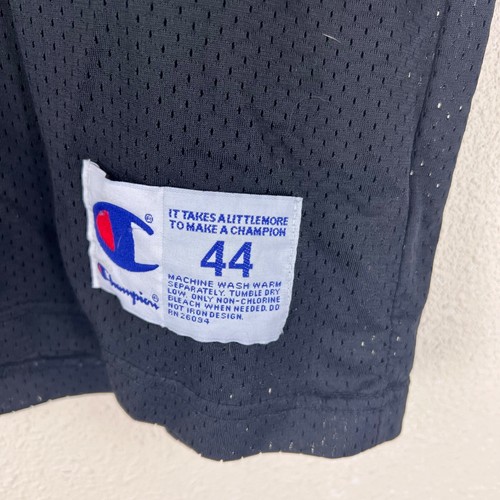 IT TAKES A LITTLE MORE
TO MAKE A CHAMPION
44
MACHINE WASH WARM
SEPARATELY. TUMBLE DRY
LOW. ONLY NON-CHLORINE
BLEACH WHEN NEEDED. DO
NOT IRON DESIGN.
RN 26094
Champion®